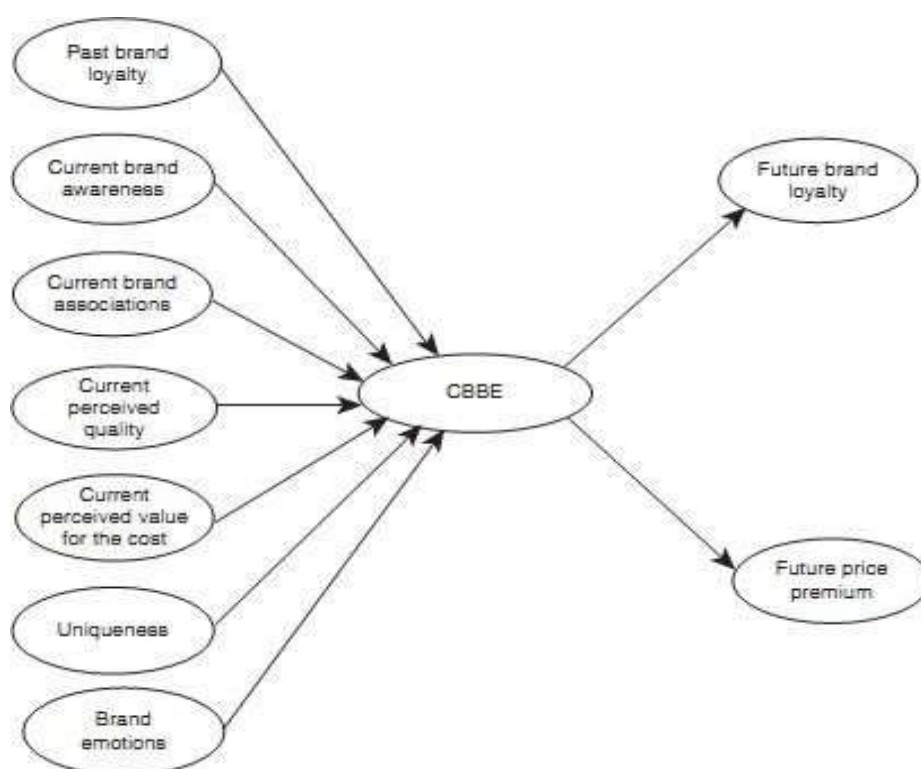 Past brand
loyalty
Current brand
awareness
Current brand
associations
Current
perceived
quality
Current
perceived value
for the cost
Uniqueness
Brand
emotions
CBBE
Future brand
loyalty
Future price
premium